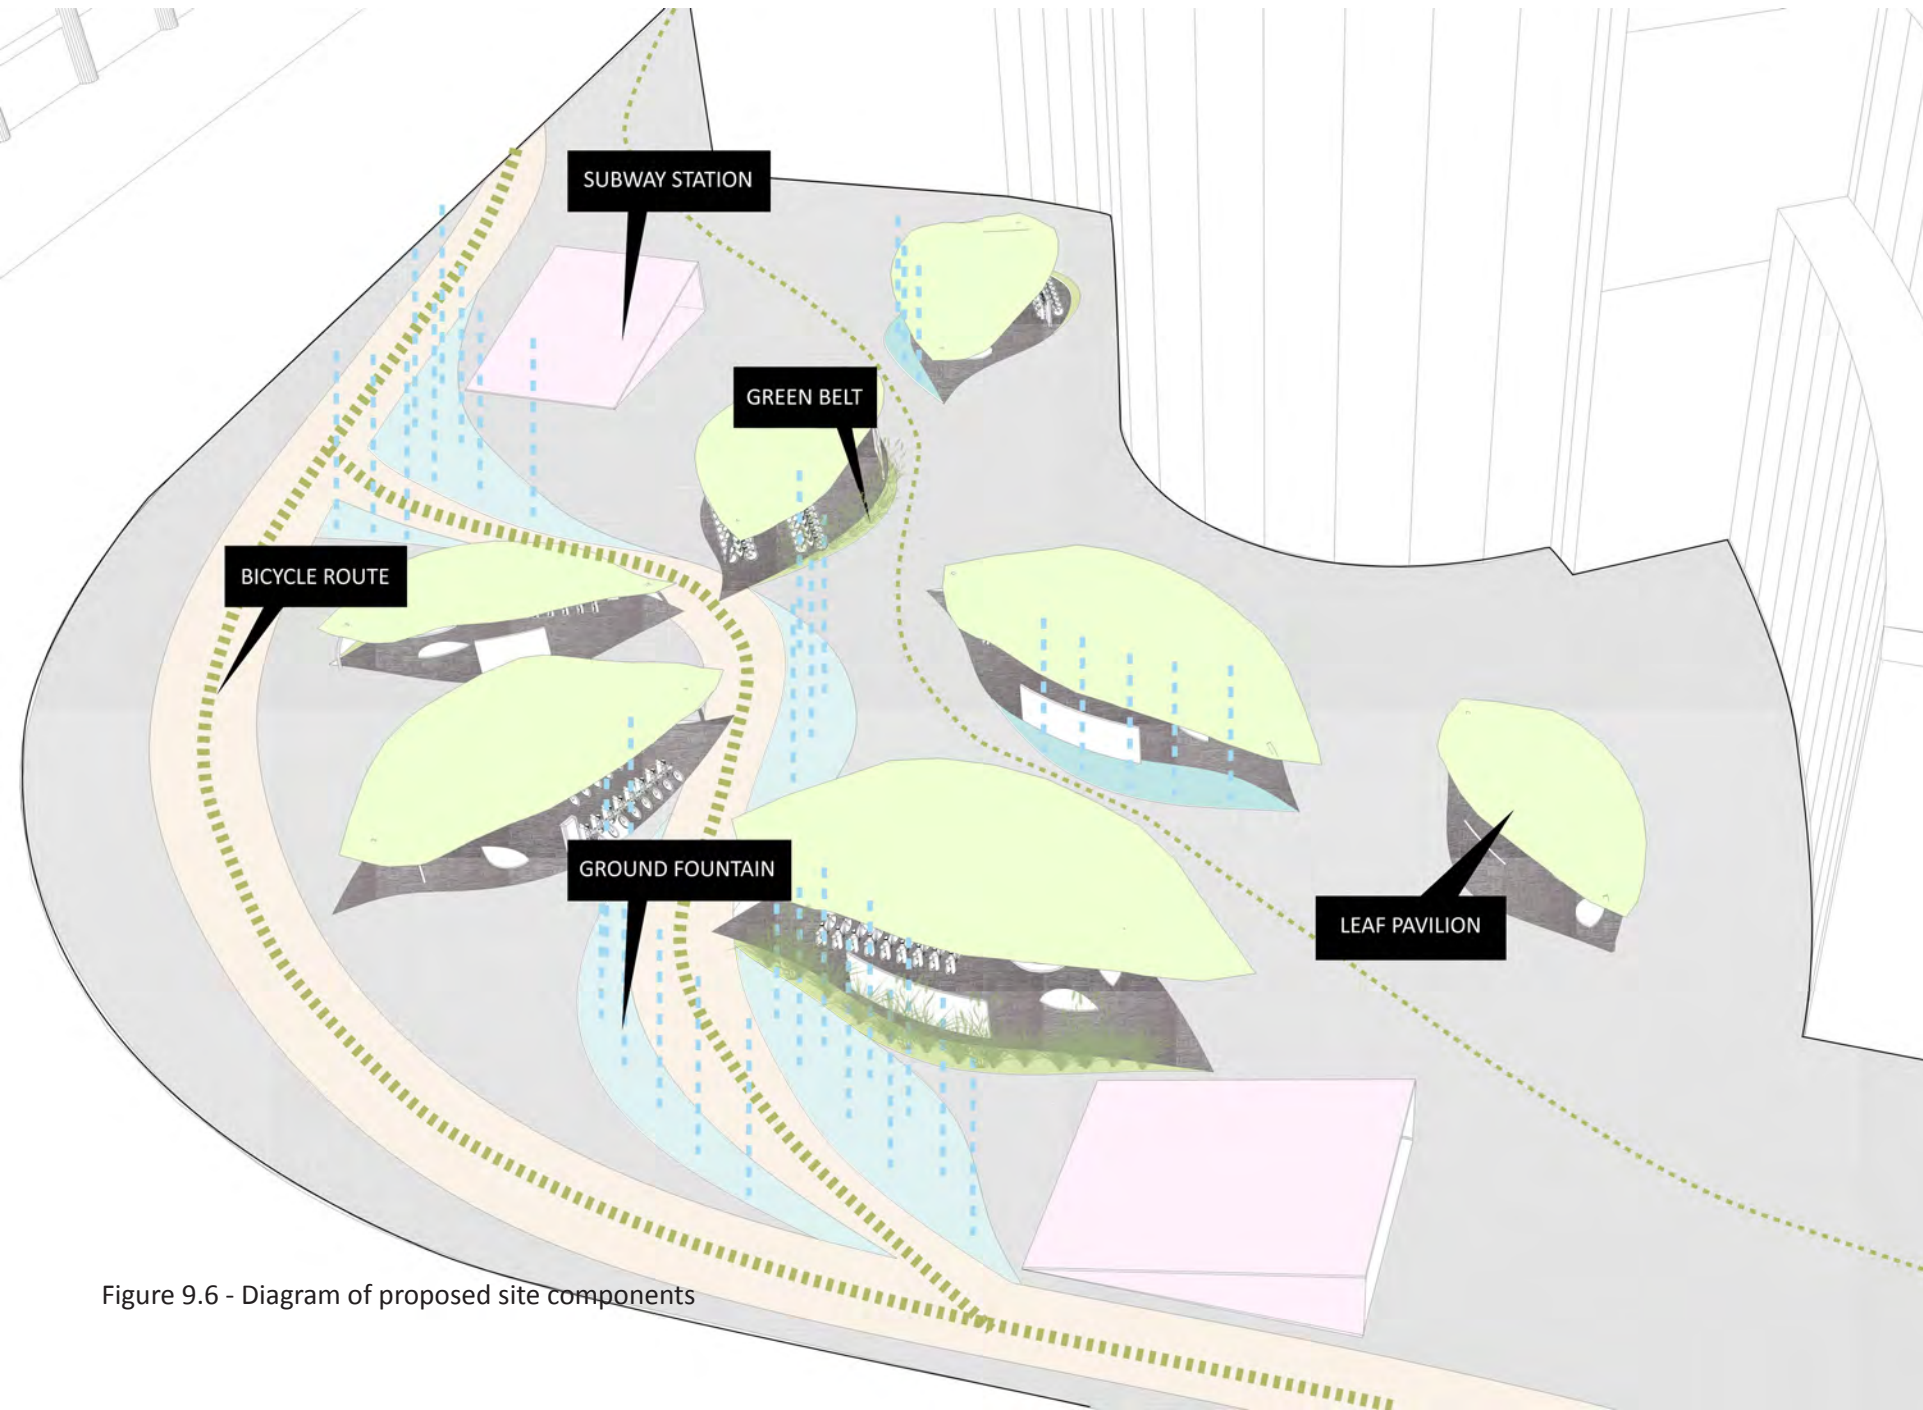 SUBWAY STATION
GREEN BELT
BICYCLE ROUTE
GROUND FOUNTAIN
LEAF PAVILION
Figure 9.6 - Diagram of proposed site components